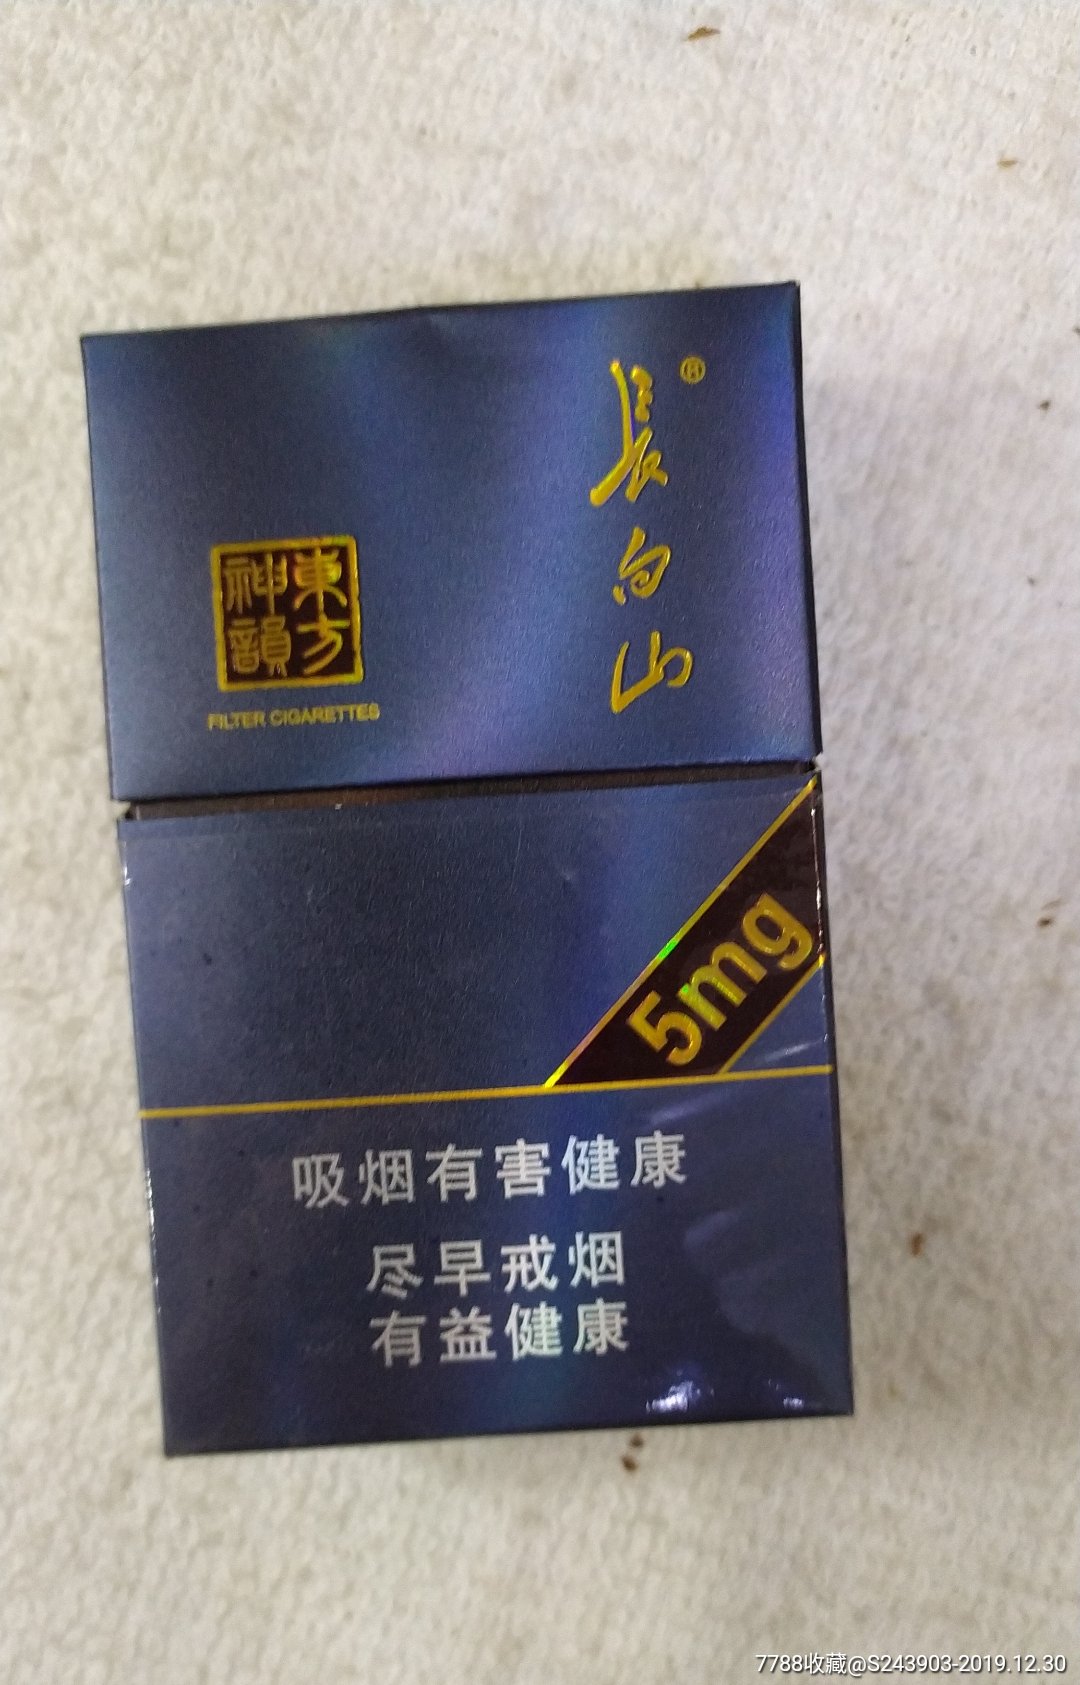 長白山®
東方
神韻
FILTER CIGARETTES
5mg
吸烟有害健康
尽早戒烟
有益健康
7788收藏@S243903-2019.12.30